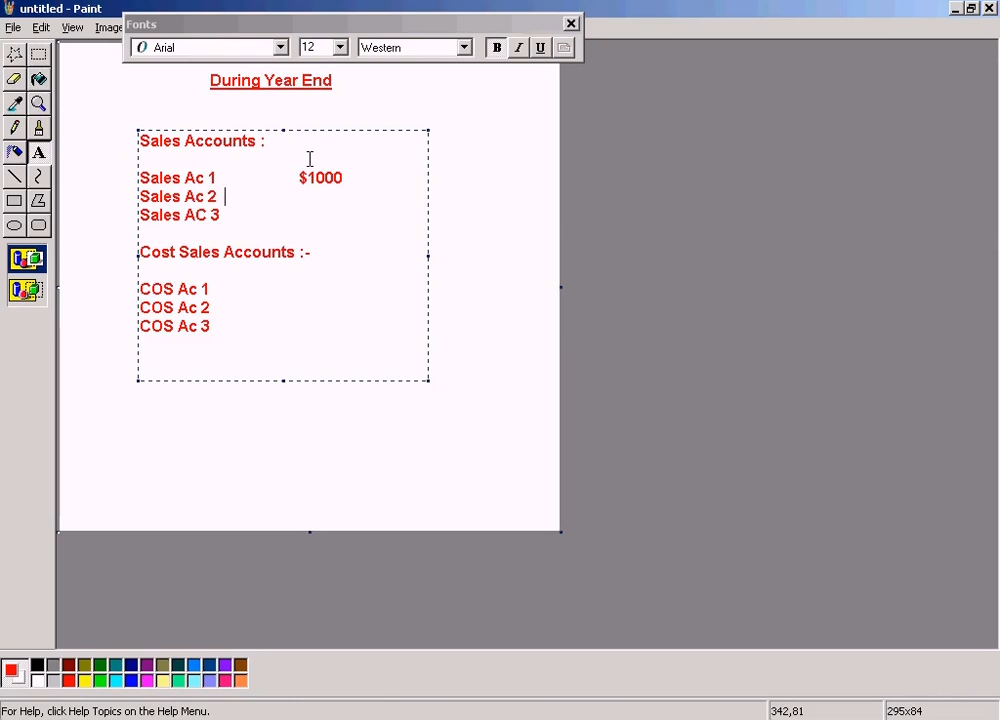 untitled - Paint
Fonts
File Edit View Image
Arial 12 Western B I U
During Year End
Sales Accounts :
Sales Ac 1 $1000
Sales Ac 2
Sales AC 3
Cost Sales Accounts :-
COS Ac 1
COS Ac 2
COS Ac 3
A
For Help, click Help Topics on the Help Menu. 342,81 295x84